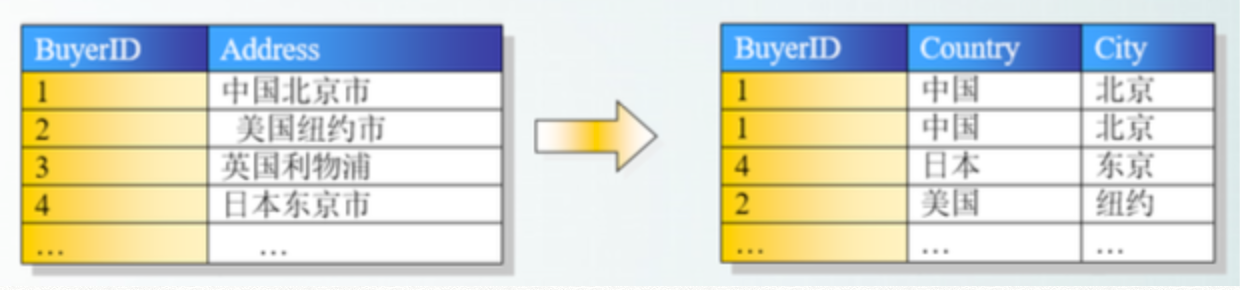 BuyerID Address
1 中国北京市
2 美国纽约市
3 英国利物浦
4 日本东京市
… …
BuyerID Country City
1 中国 北京
1 中国 北京
4 日本 东京
2 美国 纽约
… … …